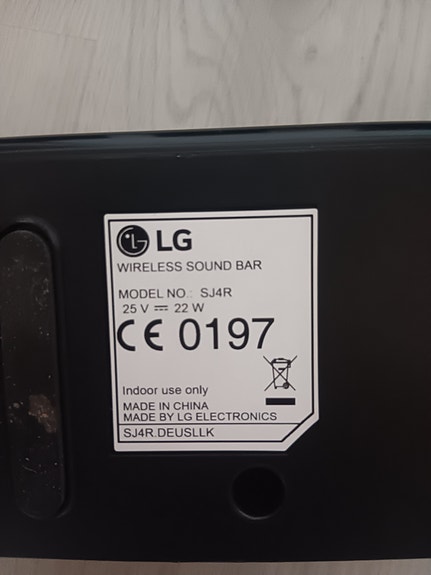 LG
WIRELESS SOUND BAR
MODEL NO.: SJ4R
25 V ⎓ 22 W
CE 0197
Indoor use only
MADE IN CHINA
MADE BY LG ELECTRONICS
SJ4R.DEUSLLK